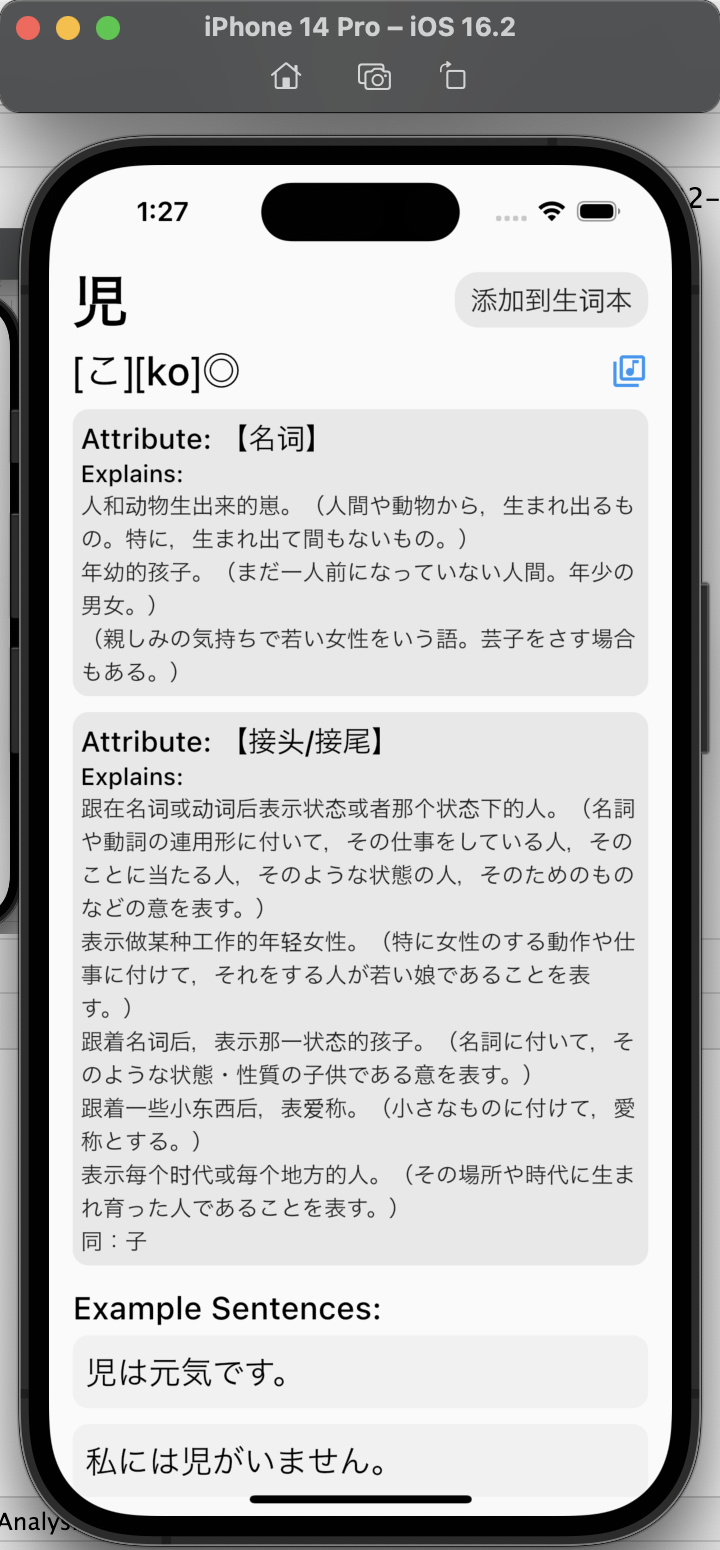 iPhone 14 Pro – iOS 16.2
2-
1:27
児
添加到生词本
[こ][ko]◎
Attribute: 【名词】
Explains:
人和动物生出来的崽。（人間や動物から，生まれ出るも
の。特に，生まれ出て間もないもの。）
年幼的孩子。（まだ一人前になっていない人間。年少の
男女。）
（親しみの気持ちで若い女性をいう語。芸子をさす場合
もある。）
Attribute: 【接头/接尾】
Explains:
跟在名词或动词后表示状态或者那个状态下的人。（名詞
や動詞の連用形に付いて，その仕事をしている人，その
ことに当たる人，そのような状態の人，そのためのもの
などの意を表す。）
表示做某种工作的年轻女性。（特に女性のする動作や仕
事に付けて，それをする人が若い娘であることを表
す。）
跟着名词后，表示那一状态的孩子。（名詞に付いて，そ
のような状態・性質の子供である意を表す。）
跟着一些小东西后，表爱称。（小さなものに付けて，愛
称とする。）
表示每个时代或每个地方的人。（その場所や時代に生ま
れ育った人であることを表す。）
同：子
Example Sentences:
児は元気です。
私には児がいません。